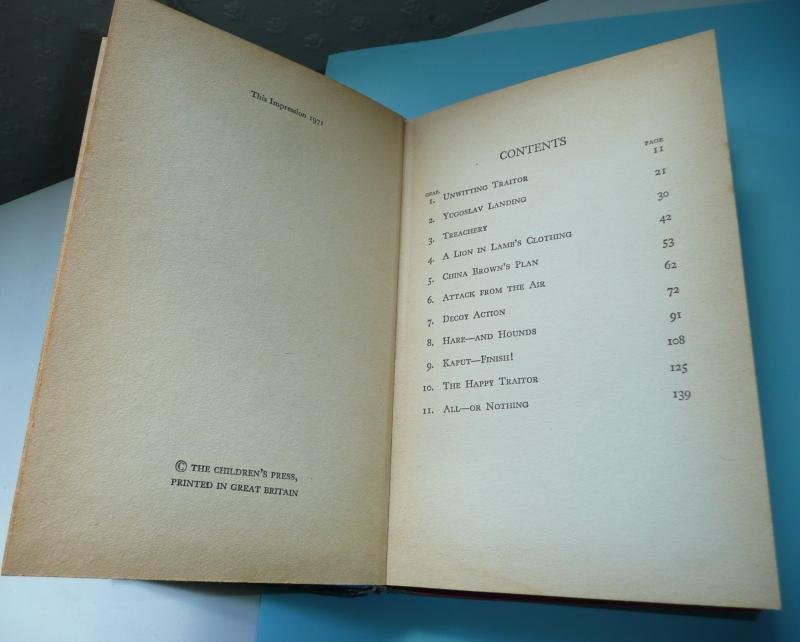 This Impression 1971
© THE CHILDREN'S PRESS,
PRINTED IN GREAT BRITAIN
CONTENTS
CHAP. PAGE
1. UNWITTING TRAITOR 11
2. YUGOSLAV LANDING 21
3. TREACHERY 30
4. A LION IN LAMB'S CLOTHING 42
5. CHINA BROWN'S PLAN 53
6. ATTACK FROM THE AIR 62
7. DECOY ACTION 72
8. HARE—AND HOUNDS 91
9. KAPUT—FINISH! 108
10. THE HAPPY TRAITOR 125
11. ALL—OR NOTHING 139